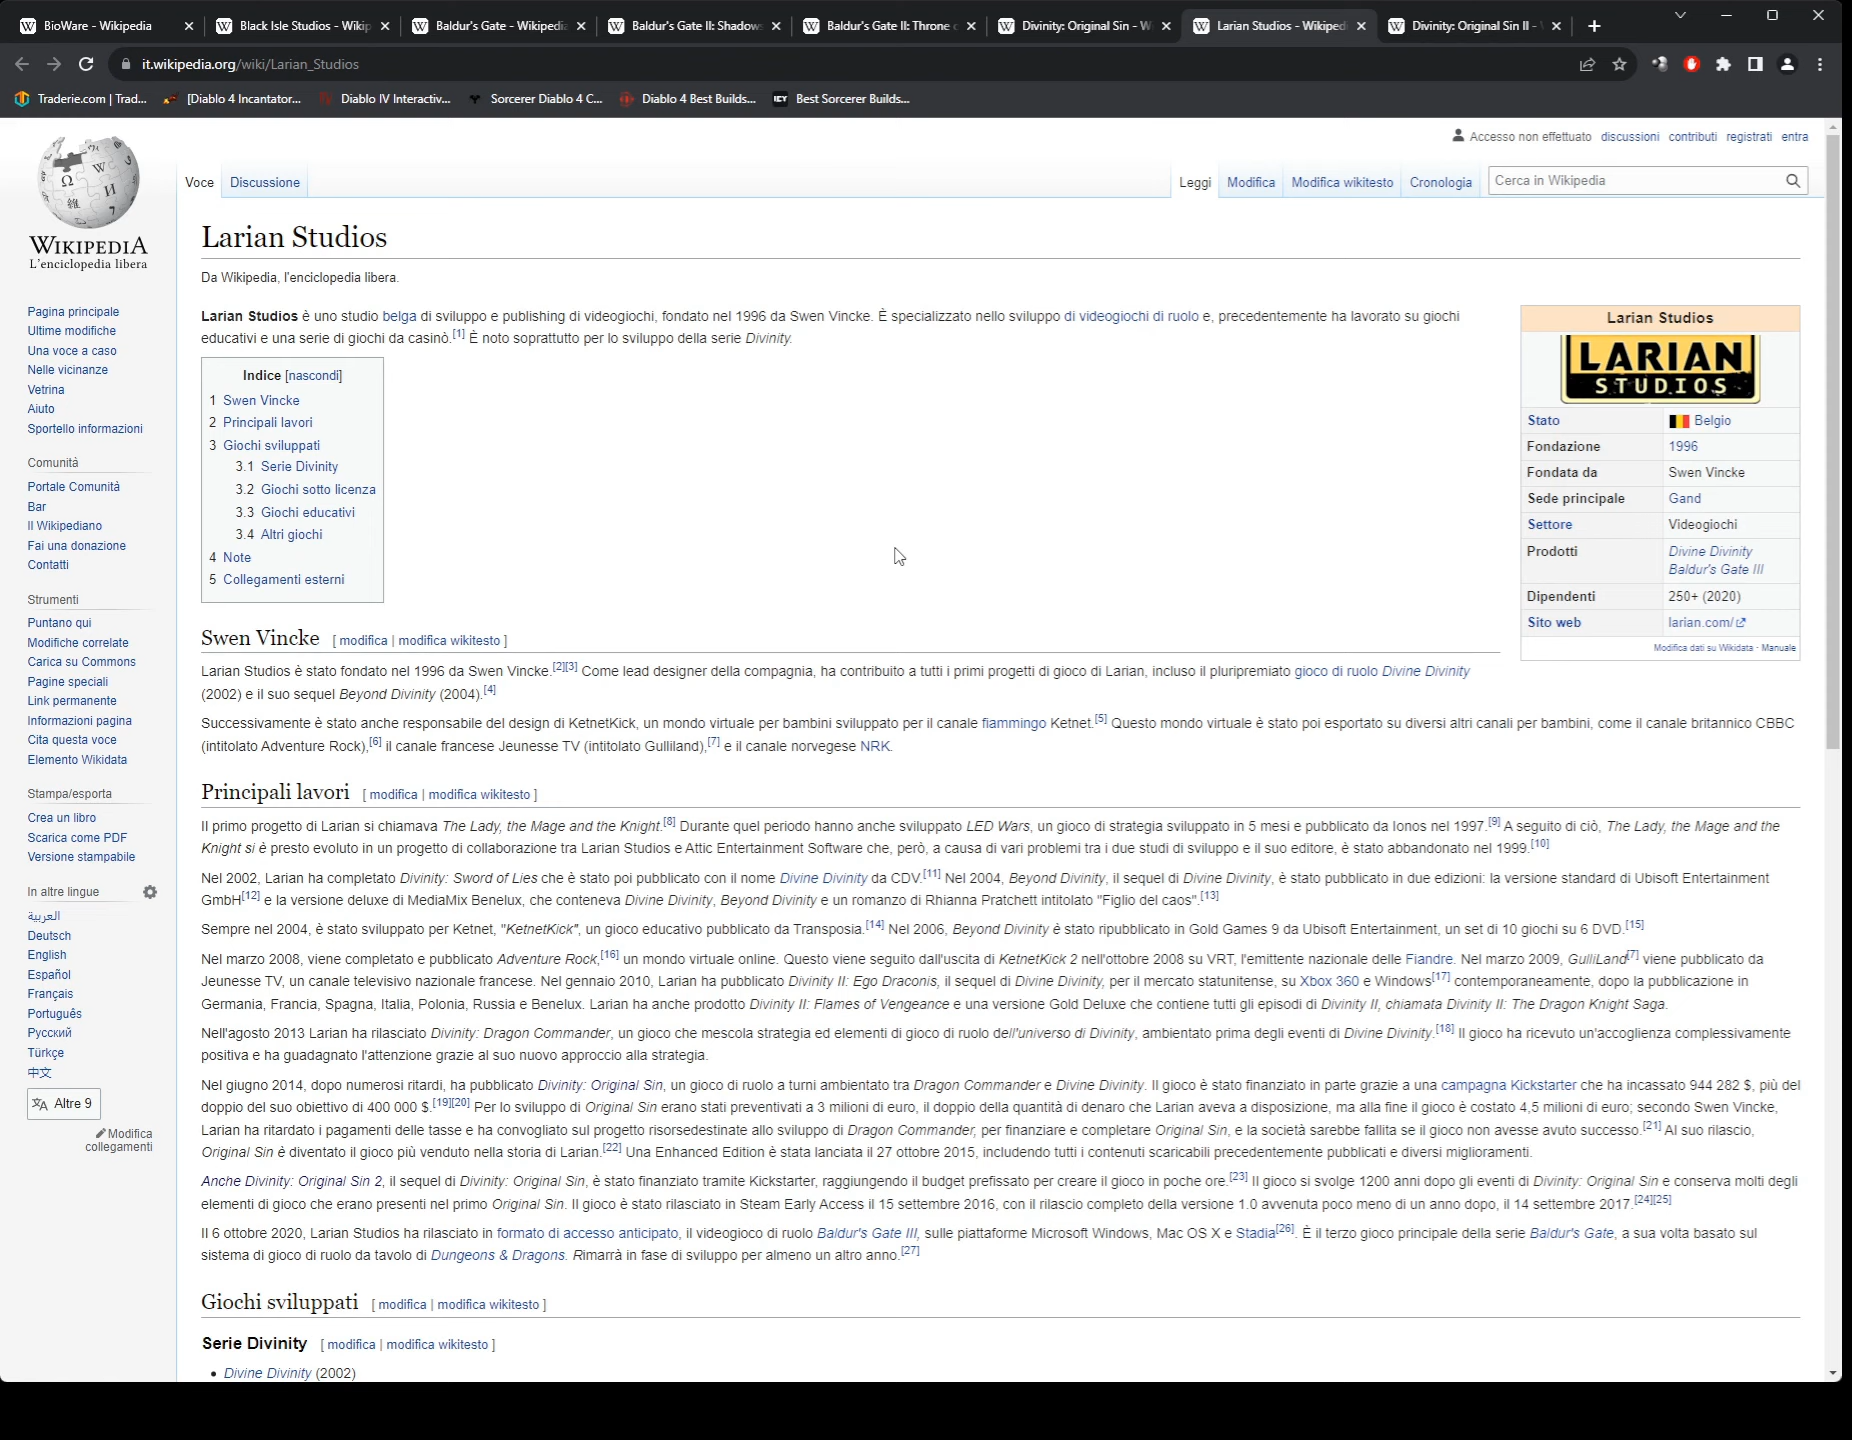 BioWare - Wikipedia
Black Isle Studios - Wikip
Baldur's Gate - Wikipedia
Baldur's Gate II: Shadows
Baldur's Gate II: Throne o
Divinity: Original Sin - W
Larian Studios - Wikiped
Divinity: Original Sin II -
it.wikipedia.org/wiki/Larian_Studios
Traderie.com | Trad...
[Diablo 4 Incantator...
Diablo IV Interactiv...
Sorcerer Diablo 4 C...
Diablo 4 Best Builds...
Best Sorcerer Builds...
Accesso non effettuato discussioni contributi registrati entra
WIKIPEDIA
L'enciclopedia libera
Voce
Discussione
Leggi
Modifica
Modifica wikitesto
Cronologia
Cerca in Wikipedia
Pagina principale
Ultime modifiche
Una voce a caso
Nelle vicinanze
Vetrina
Aiuto
Sportello informazioni
Comunità
Portale Comunità
Bar
Il Wikipediano
Fai una donazione
Contatti
Strumenti
Puntano qui
Modifiche correlate
Carica su Commons
Pagine speciali
Link permanente
Informazioni pagina
Cita questa voce
Elemento Wikidata
Stampa/esporta
Crea un libro
Scarica come PDF
Versione stampabile
In altre lingue
العربية
Deutsch
English
Español
Français
Português
Русский
Türkçe
中文
Altre 9
Modifica
collegamenti
Larian Studios
Da Wikipedia, l'enciclopedia libera.
Larian Studios è uno studio belga di sviluppo e publishing di videogiochi, fondato nel 1996 da Swen Vincke. È specializzato nello sviluppo di videogiochi di ruolo e, precedentemente ha lavorato su giochi
educativi e una serie di giochi da casinò.[1] È noto soprattutto per lo sviluppo della serie Divinity.
Indice [nascondi]
1 Swen Vincke
2 Principali lavori
3 Giochi sviluppati
3.1 Serie Divinity
3.2 Giochi sotto licenza
3.3 Giochi educativi
3.4 Altri giochi
4 Note
5 Collegamenti esterni
Larian Studios
LARIAN
STUDIOS
Stato Belgio
Fondazione 1996
Fondata da Swen Vincke
Sede principale Gand
Settore Videogiochi
Prodotti Divine Divinity
Baldur's Gate III
Dipendenti 250+ (2020)
Sito web larian.com/
Modifica dati su Wikidata · Manuale
Swen Vincke [ modifica | modifica wikitesto ]
Larian Studios è stato fondato nel 1996 da Swen Vincke.[2][3] Come lead designer della compagnia, ha contribuito a tutti i primi progetti di gioco di Larian, incluso il pluripremiato gioco di ruolo Divine Divinity
(2002) e il suo sequel Beyond Divinity (2004).[4]
Successivamente è stato anche responsabile del design di KetnetKick, un mondo virtuale per bambini sviluppato per il canale fiammingo Ketnet.[5] Questo mondo virtuale è stato poi esportato su diversi altri canali per bambini, come il canale britannico CBBC
(intitolato Adventure Rock),[6] il canale francese Jeunesse TV (intitolato Gulliland),[7] e il canale norvegese NRK.
Principali lavori [ modifica | modifica wikitesto ]
Il primo progetto di Larian si chiamava The Lady, the Mage and the Knight.[8] Durante quel periodo hanno anche sviluppato LED Wars, un gioco di strategia sviluppato in 5 mesi e pubblicato da Ionos nel 1997.[9] A seguito di ciò, The Lady, the Mage and the
Knight si è presto evoluto in un progetto di collaborazione tra Larian Studios e Attic Entertainment Software che, però, a causa di vari problemi tra i due studi di sviluppo e il suo editore, è stato abbandonato nel 1999.[10]
Nel 2002, Larian ha completato Divinity: Sword of Lies che è stato poi pubblicato con il nome Divine Divinity da CDV.[11] Nel 2004, Beyond Divinity, il sequel di Divine Divinity, è stato pubblicato in due edizioni: la versione standard di Ubisoft Entertainment
GmbH[12] e la versione deluxe di MediaMix Benelux, che conteneva Divine Divinity, Beyond Divinity e un romanzo di Rhianna Pratchett intitolato "Figlio del caos".[13]
Sempre nel 2004, è stato sviluppato per Ketnet, "KetnetKick", un gioco educativo pubblicato da Transposia.[14] Nel 2006, Beyond Divinity è stato ripubblicato in Gold Games 9 da Ubisoft Entertainment, un set di 10 giochi su 6 DVD.[15]
Nel marzo 2008, viene completato e pubblicato Adventure Rock,[16] un mondo virtuale online. Questo viene seguito dall'uscita di KetnetKick 2 nell'ottobre 2008 su VRT, l'emittente nazionale delle Fiandre. Nel marzo 2009, GulliLand[7] viene pubblicato da
Jeunesse TV, un canale televisivo nazionale francese. Nel gennaio 2010, Larian ha pubblicato Divinity II: Ego Draconis, il sequel di Divine Divinity, per il mercato statunitense, su Xbox 360 e Windows[17] contemporaneamente, dopo la pubblicazione in
Germania, Francia, Spagna, Italia, Polonia, Russia e Benelux. Larian ha anche prodotto Divinity II: Flames of Vengeance e una versione Gold Deluxe che contiene tutti gli episodi di Divinity II, chiamata Divinity II: The Dragon Knight Saga.
Nell'agosto 2013 Larian ha rilasciato Divinity: Dragon Commander, un gioco che mescola strategia ed elementi di gioco di ruolo dell'universo di Divinity, ambientato prima degli eventi di Divine Divinity.[18] Il gioco ha ricevuto un'accoglienza complessivamente
positiva e ha guadagnato l'attenzione grazie al suo nuovo approccio alla strategia.
Nel giugno 2014, dopo numerosi ritardi, ha pubblicato Divinity: Original Sin, un gioco di ruolo a turni ambientato tra Dragon Commander e Divine Divinity. Il gioco è stato finanziato in parte grazie a una campagna Kickstarter che ha incassato 944 282 $, più del
doppio del suo obiettivo di 400 000 $.[19][20] Per lo sviluppo di Original Sin erano stati preventivati a 3 milioni di euro, il doppio della quantità di denaro che Larian aveva a disposizione, ma alla fine il gioco è costato 4,5 milioni di euro; secondo Swen Vincke,
Larian ha ritardato i pagamenti delle tasse e ha convogliato sul progetto risorsedestinate allo sviluppo di Dragon Commander, per finanziare e completare Original Sin, e la società sarebbe fallita se il gioco non avesse avuto successo.[21] Al suo rilascio,
Original Sin è diventato il gioco più venduto nella storia di Larian.[22] Una Enhanced Edition è stata lanciata il 27 ottobre 2015, includendo tutti i contenuti scaricabili precedentemente pubblicati e diversi miglioramenti.
Anche Divinity: Original Sin 2, il sequel di Divinity: Original Sin, è stato finanziato tramite Kickstarter, raggiungendo il budget prefissato per creare il gioco in poche ore.[23] Il gioco si svolge 1200 anni dopo gli eventi di Divinity: Original Sin e conserva molti degli
elementi di gioco che erano presenti nel primo Original Sin. Il gioco è stato rilasciato in Steam Early Access il 15 settembre 2016, con il rilascio completo della versione 1.0 avvenuta poco meno di un anno dopo, il 14 settembre 2017.[24][25]
Il 6 ottobre 2020, Larian Studios ha rilasciato in formato di accesso anticipato, il videogioco di ruolo Baldur's Gate III, sulle piattaforme Microsoft Windows, Mac OS X e Stadia[26]. È il terzo gioco principale della serie Baldur's Gate, a sua volta basato sul
sistema di gioco di ruolo da tavolo di Dungeons & Dragons. Rimarrà in fase di sviluppo per almeno un altro anno.[27]
Giochi sviluppati [ modifica | modifica wikitesto ]
Serie Divinity [ modifica | modifica wikitesto ]
• Divine Divinity (2002)